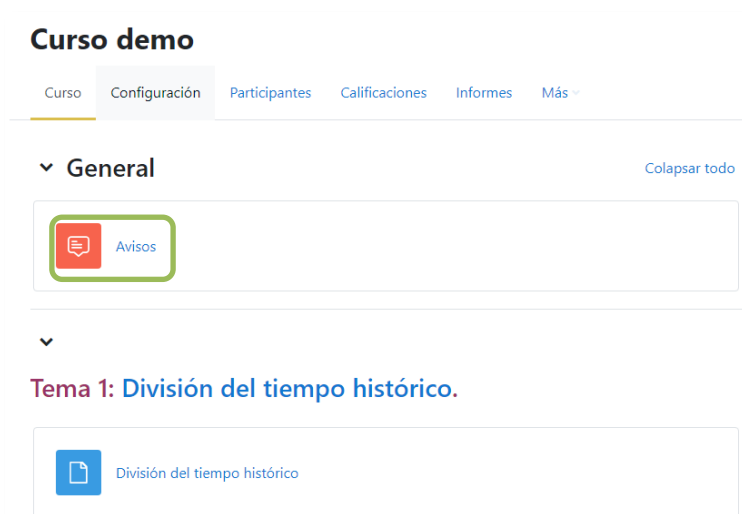 Curso demo
Curso Configuración Participantes Calificaciones Informes Más
General Colapsar todo
Avisos
Tema 1: División del tiempo histórico.
División del tiempo histórico